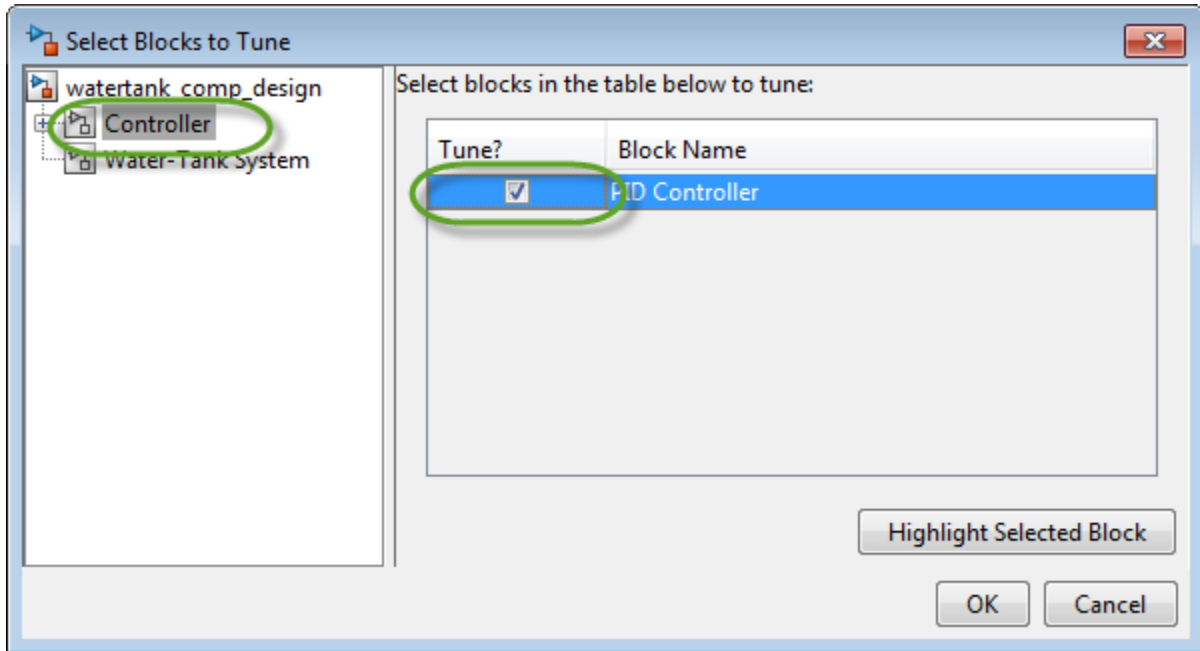 Select Blocks to Tune
watertank_comp_design
Controller
Water-Tank System
Select blocks in the table below to tune:
Tune? Block Name
PID Controller
Highlight Selected Block
OK Cancel